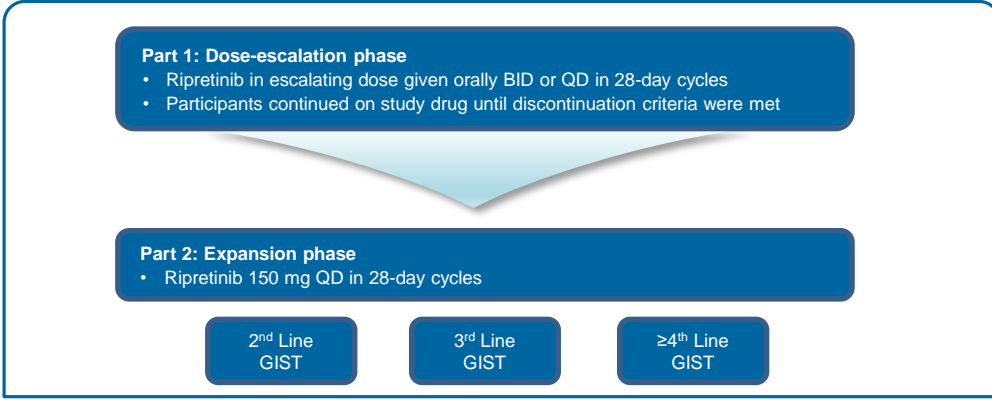 Part 1: Dose-escalation phase
• Ripretinib in escalating dose given orally BID or QD in 28-day cycles
• Participants continued on study drug until discontinuation criteria were met
Part 2: Expansion phase
• Ripretinib 150 mg QD in 28-day cycles
2nd Line
GIST
3rd Line
GIST
≥4th Line
GIST